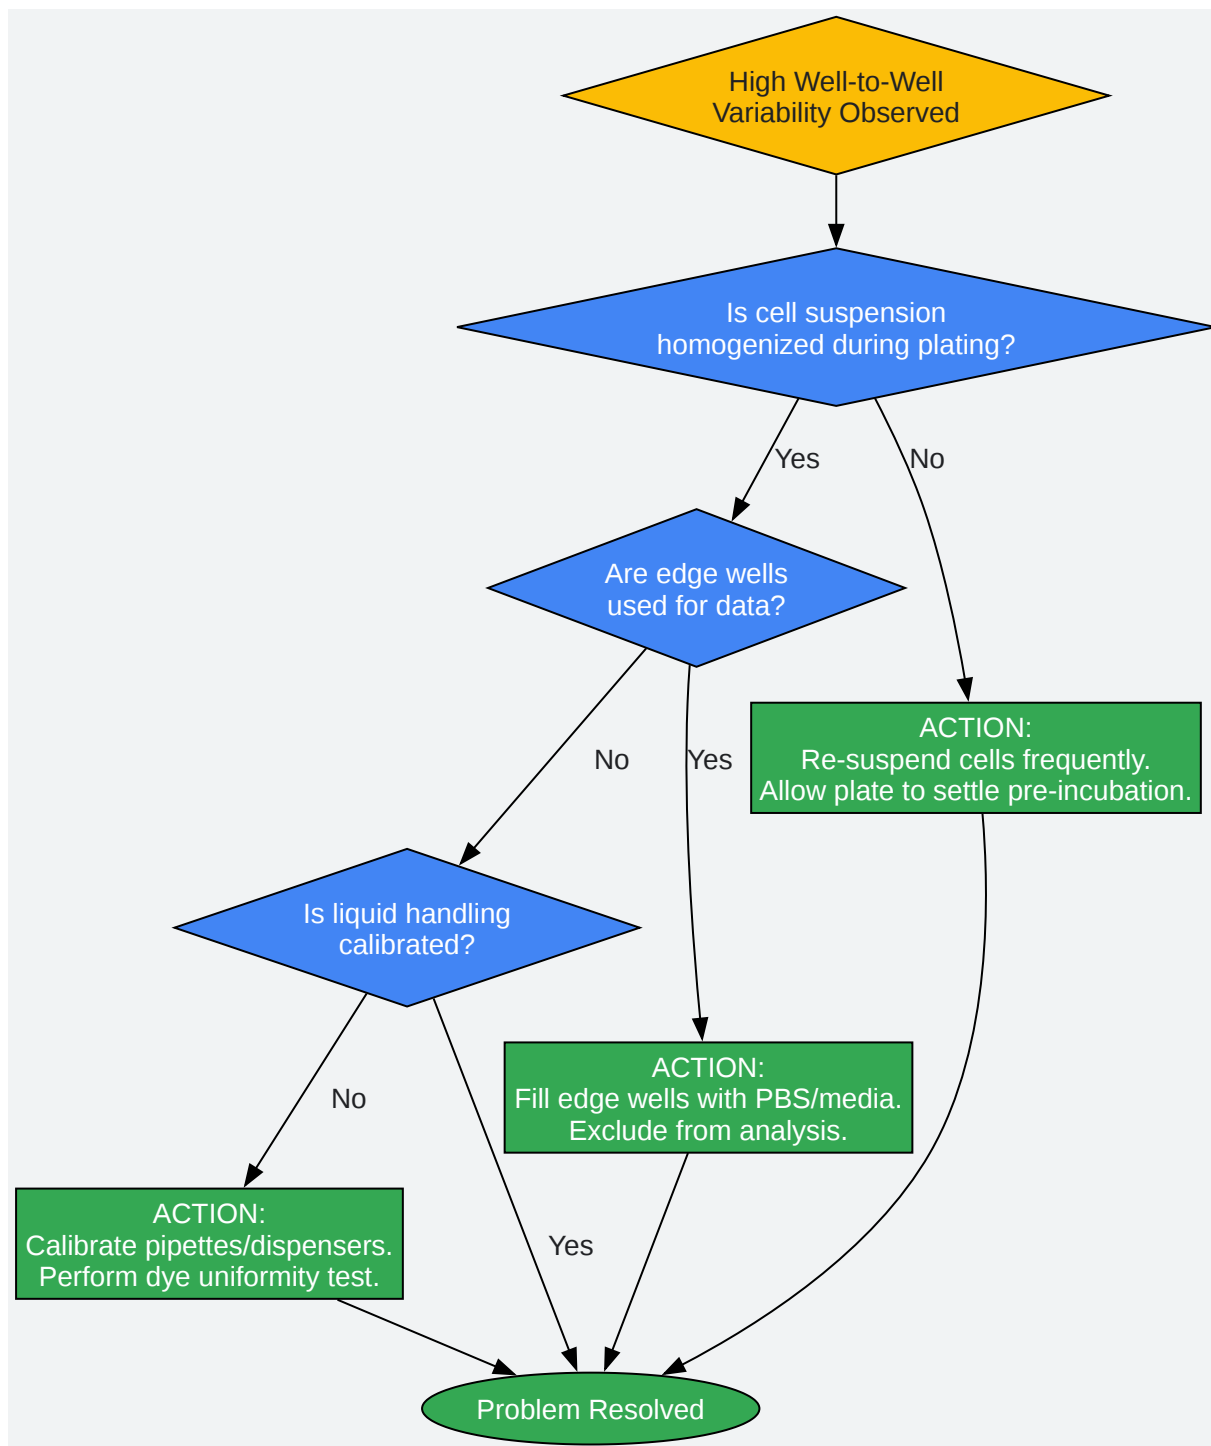 High Well-to-Well
Variability Observed
Is cell suspension
homogenized during plating?
Yes
No
Are edge wells
used for data?
No
Yes
ACTION:
Re-suspend cells frequently.
Allow plate to settle pre-incubation.
Is liquid handling
calibrated?
No
ACTION:
Fill edge wells with PBS/media.
Exclude from analysis.
ACTION:
Calibrate pipettes/dispensers.
Perform dye uniformity test.
Yes
Problem Resolved